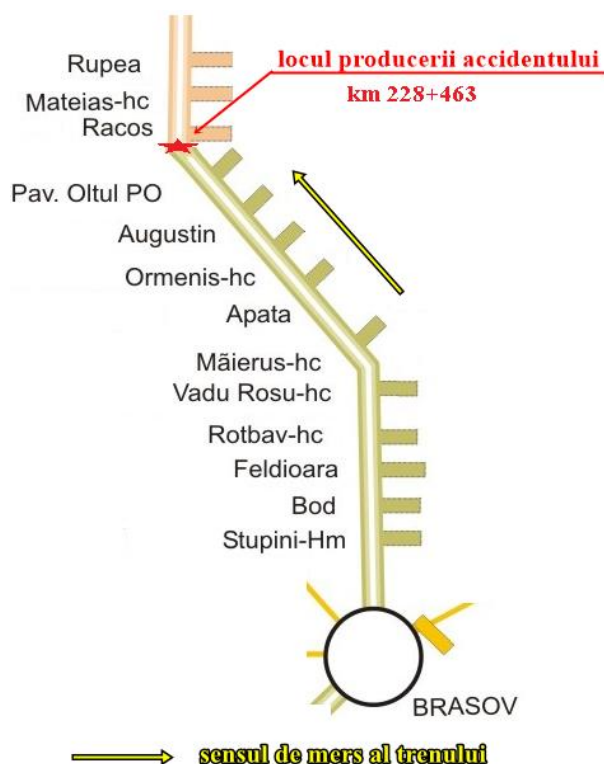 locul producerii accidentului
km 228+463
Rupea
Mateias-hc
Racos
Pav. Oltul PO
Augustin
Ormenis-hc
Apata
Mãierus-hc
Vadu Rosu-hc
Rotbav-hc
Feldioara
Bod
Stupini-Hm
BRASOV
sensul de mers al trenului